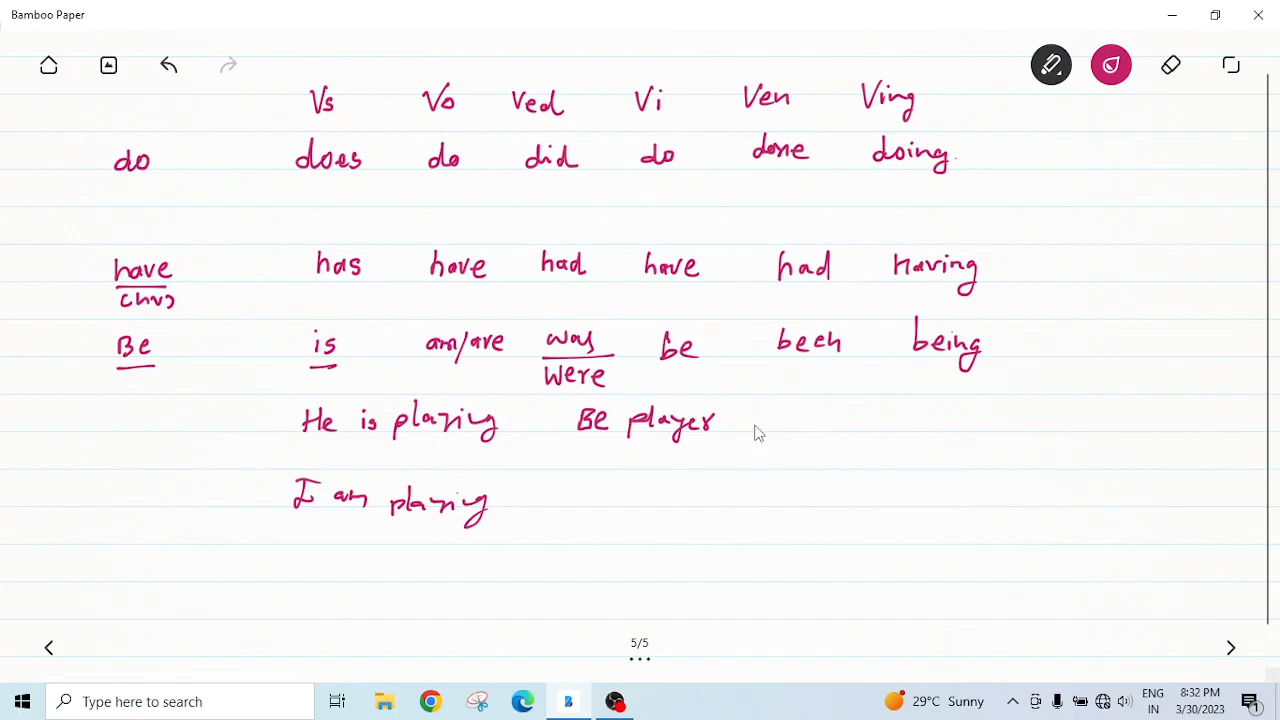 Bamboo Paper
Vs Vo Ved Vi Ven Ving
do does do did do done doing.
have has have had have had Having
Be is am/are was be been being
were
He is playing Be player
I am playing
5/5
Type here to search
29°C Sunny
ENG
IN
8:32 PM
3/30/2023